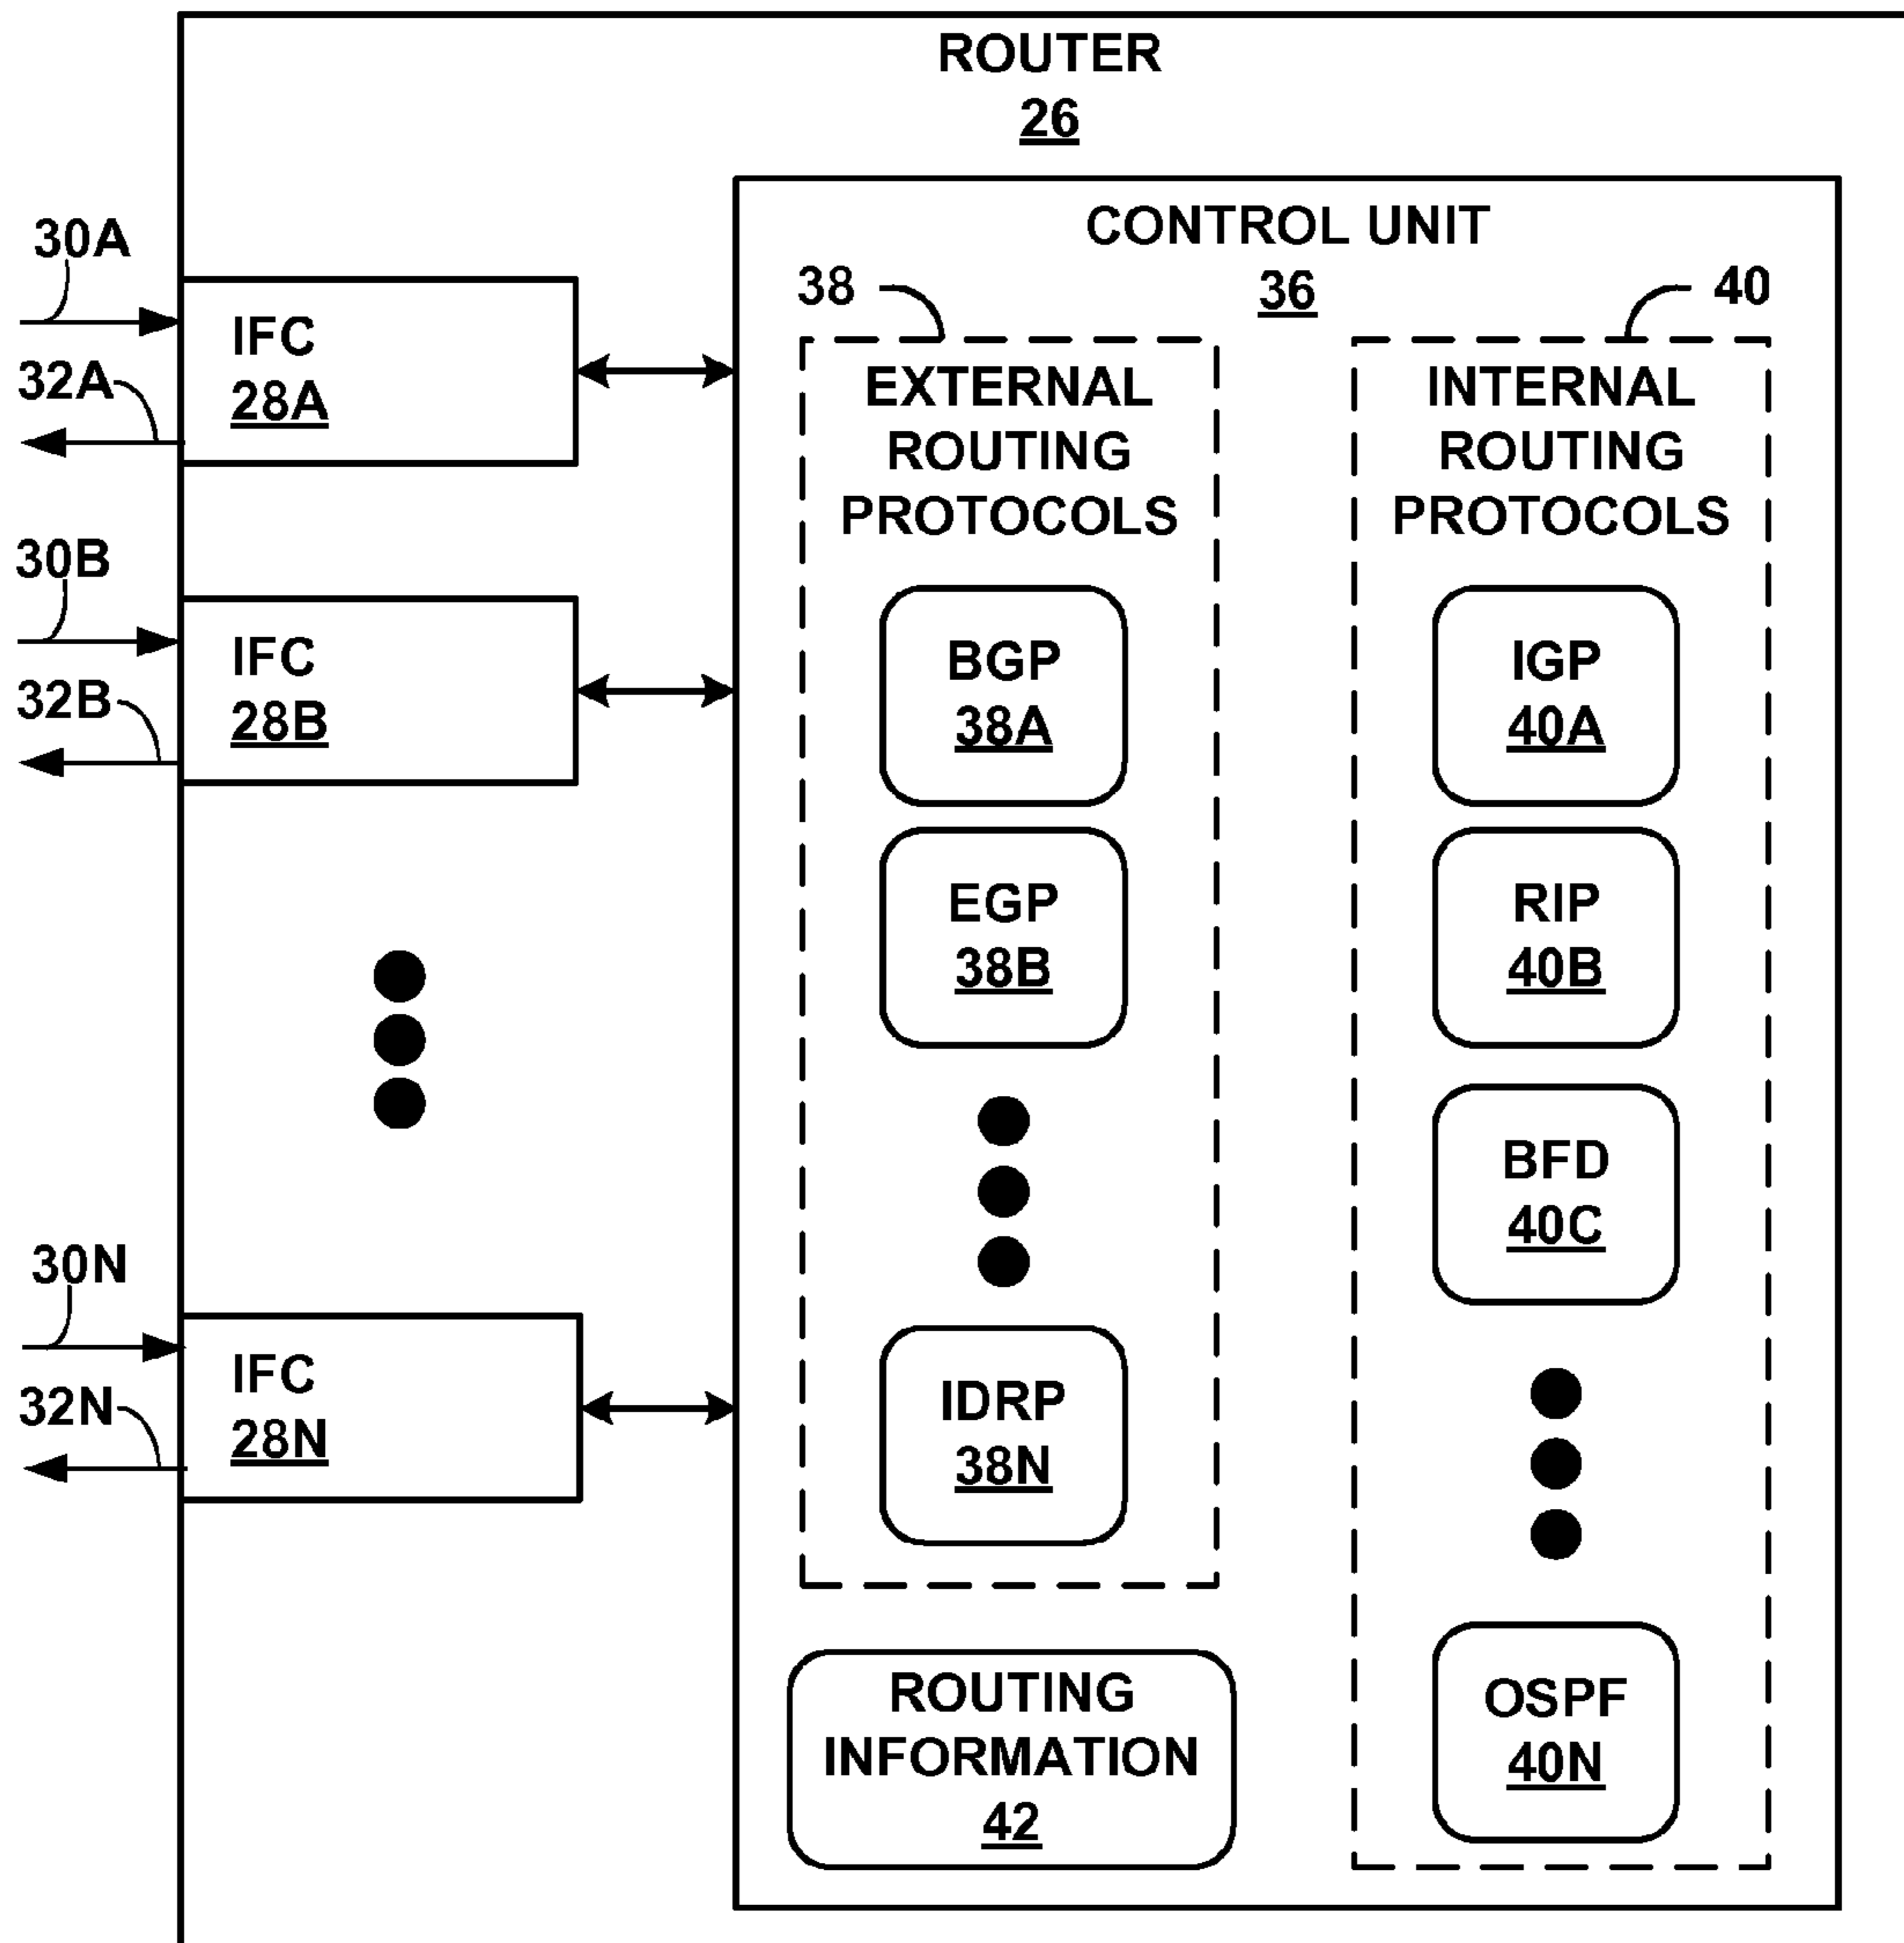 ROUTER
26
CONTROL UNIT
36
30A
32A
IFC
28A
30B
32B
IFC
28B
30N
32N
IFC
28N
38
EXTERNAL
ROUTING
PROTOCOLS
BGP
38A
EGP
38B
IDRP
38N
40
INTERNAL
ROUTING
PROTOCOLS
IGP
40A
RIP
40B
BFD
40C
OSPF
40N
ROUTING
INFORMATION
42